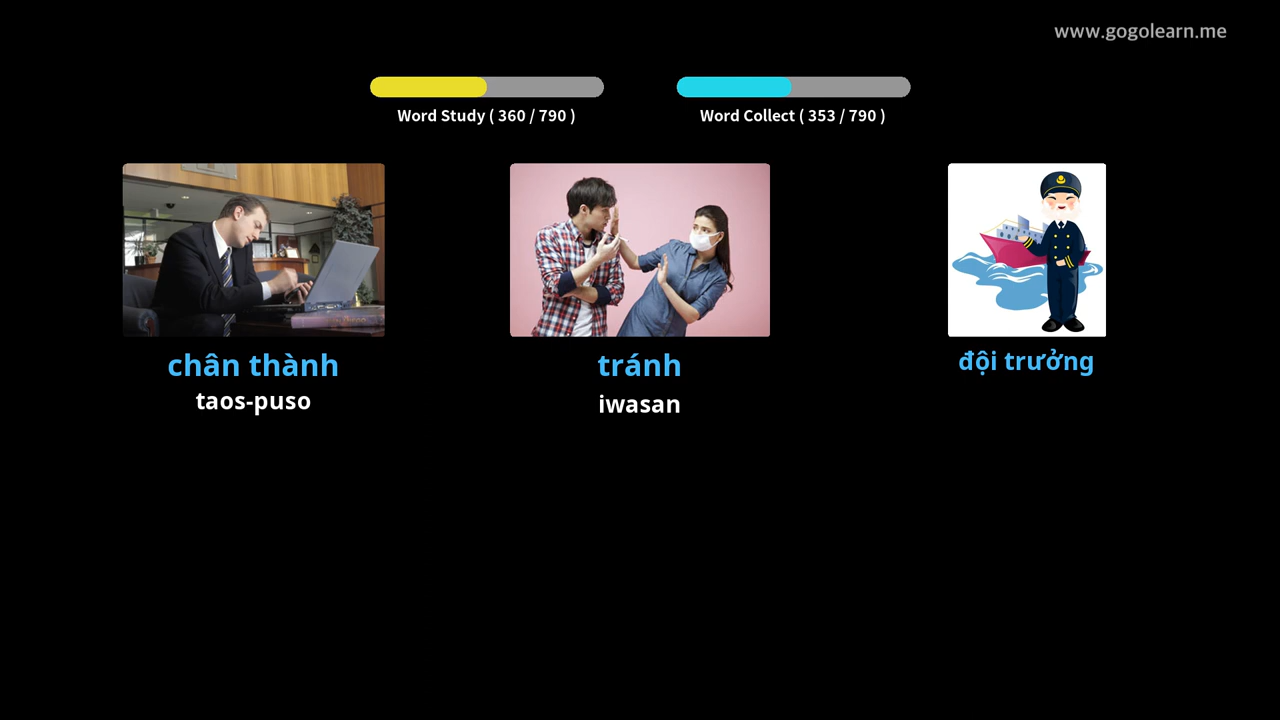 www.gogolearn.me
Word Study ( 360 / 790 )
Word Collect ( 353 / 790 )
chân thành
taos-puso
tránh
iwasan
đội trưởng